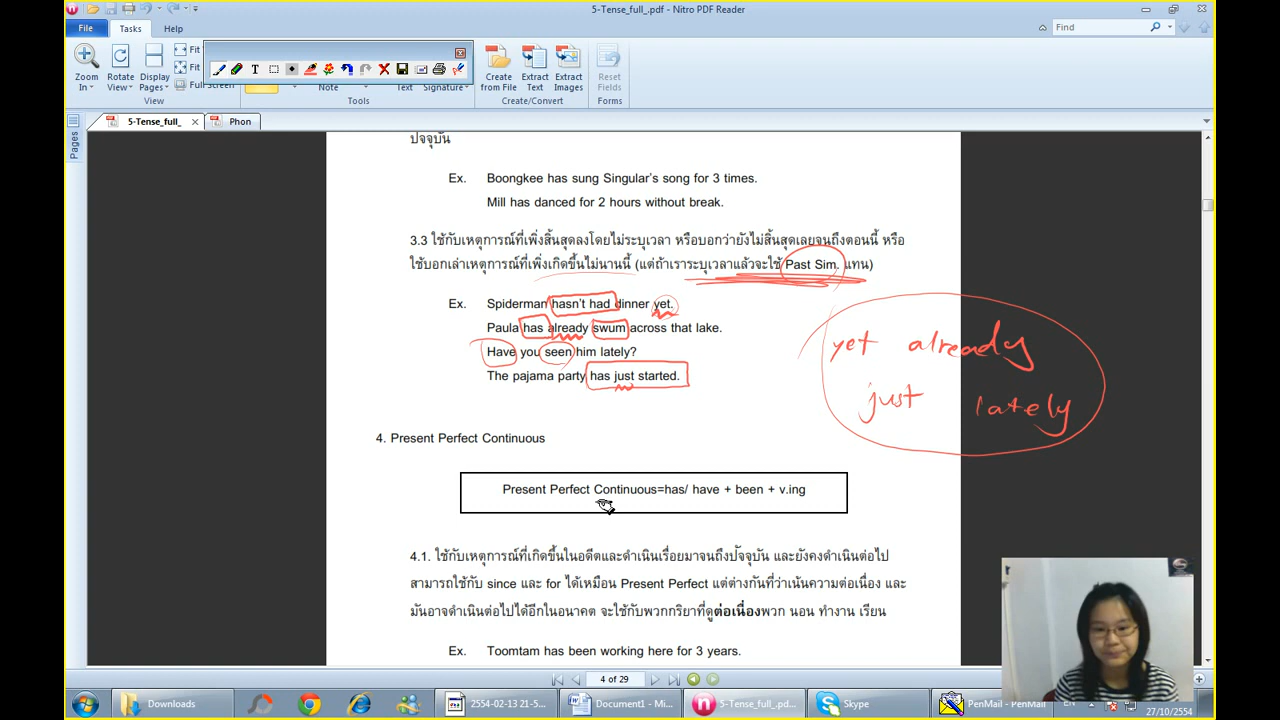 5-Tense_full_.pdf - Nitro PDF Reader
File Tasks Help
Find
Zoom In
Rotate View
Display Pages
Fit
Fit
Full Screen
View
Note
Tools
Text
Signature
Create from File
Extract Text
Extract Images
Create/Convert
Reset Fields
Forms
5-Tense_full_
Phon
Pages
ปัจจุบัน
Ex. Boongkee has sung Singular's song for 3 times.
Mill has danced for 2 hours without break.
3.3 ใช้กับเหตุการณ์ที่เพิ่งสิ้นสุดลงโดยไม่ระบุเวลา หรือบอกว่ายังไม่สิ้นสุดเลยจนถึงตอนนี้ หรือ
ใช้บอกเล่าเหตุการณ์ที่เพิ่งเกิดขึ้นไม่นานนี้ (แต่ถ้าเราระบุเวลาแล้วจะใช้ Past Sim. แทน)
Ex. Spiderman hasn't had dinner yet.
Paula has already swum across that lake.
Have you seen him lately?
The pajama party has just started.
yet already
just lately
4. Present Perfect Continuous
Present Perfect Continuous=has/ have + been + v.ing
4.1. ใช้กับเหตุการณ์ที่เกิดขึ้นในอดีตและดำเนินเรื่อยมาจนถึงปัจจุบัน และยังคงดำเนินต่อไป
สามารถใช้กับ since และ for ได้เหมือน Present Perfect แต่ต่างกันที่ว่าเน้นความต่อเนื่อง และ
มันอาจดำเนินต่อไปได้อีกในอนาคต จะใช้กับพวกกริยาที่ดูต่อเนื่องพวก นอน ทำงาน เรียน
Ex. Toomtam has been working here for 3 years.
4 of 29
Downloads
2554-02-13 21-5...
Document1 - Mi...
5-Tense_full_.pd...
Skype
PenMail - PenMail
EN
27/10/2554